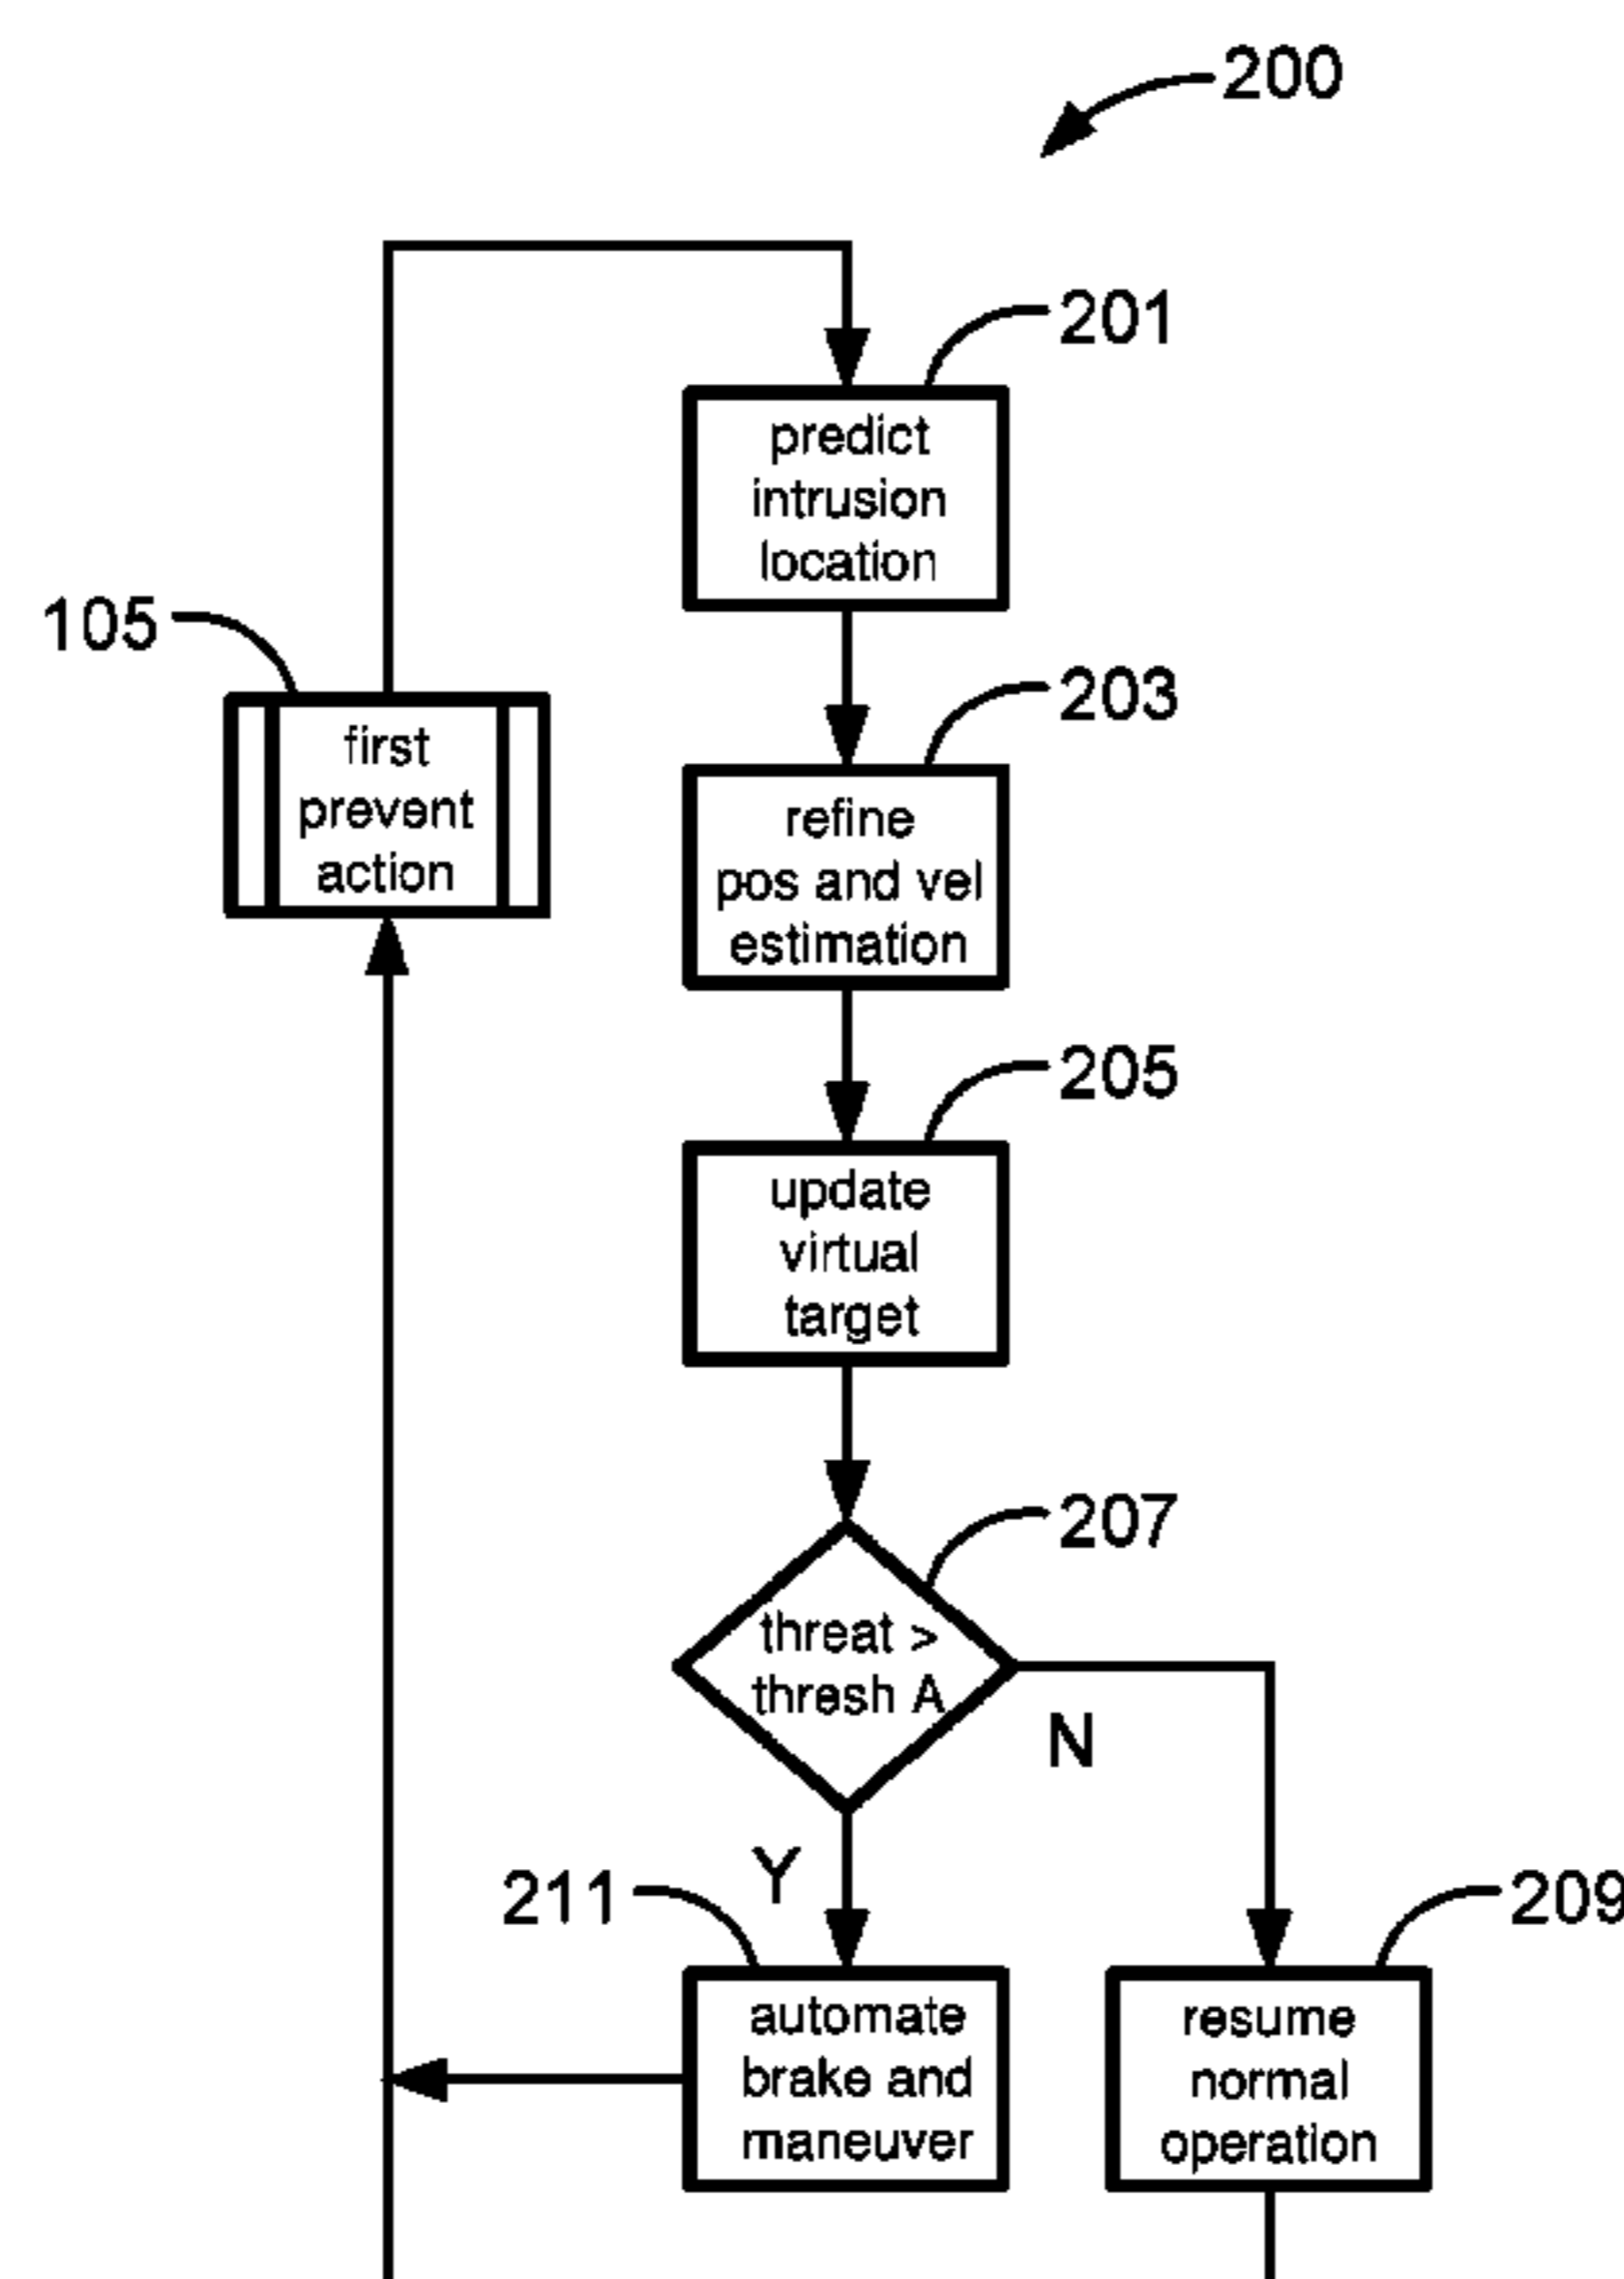 200
201
predict
intrusion
location
105
first
prevent
action
203
refine
pos and vel
estimation
205
update
virtual
target
207
threat >
thresh A
N
Y
211
automate
brake and
maneuver
209
resume
normal
operation